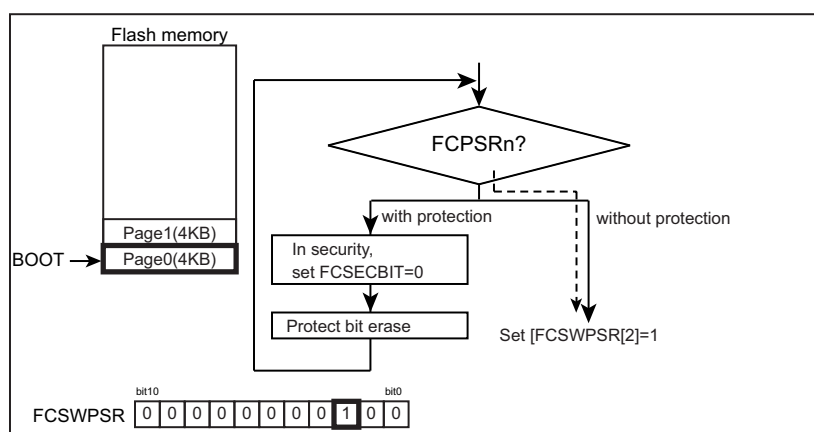 Flash memory
FCPSRn?
with protection
without protection
Page1(4KB)
BOOT
Page0(4KB)
In security,
set FCSECBIT=0
Protect bit erase
Set [FCSWPSR[2]=1
bit10
bit0
FCSWPSR 0 0 0 0 0 0 0 0 1 0 0